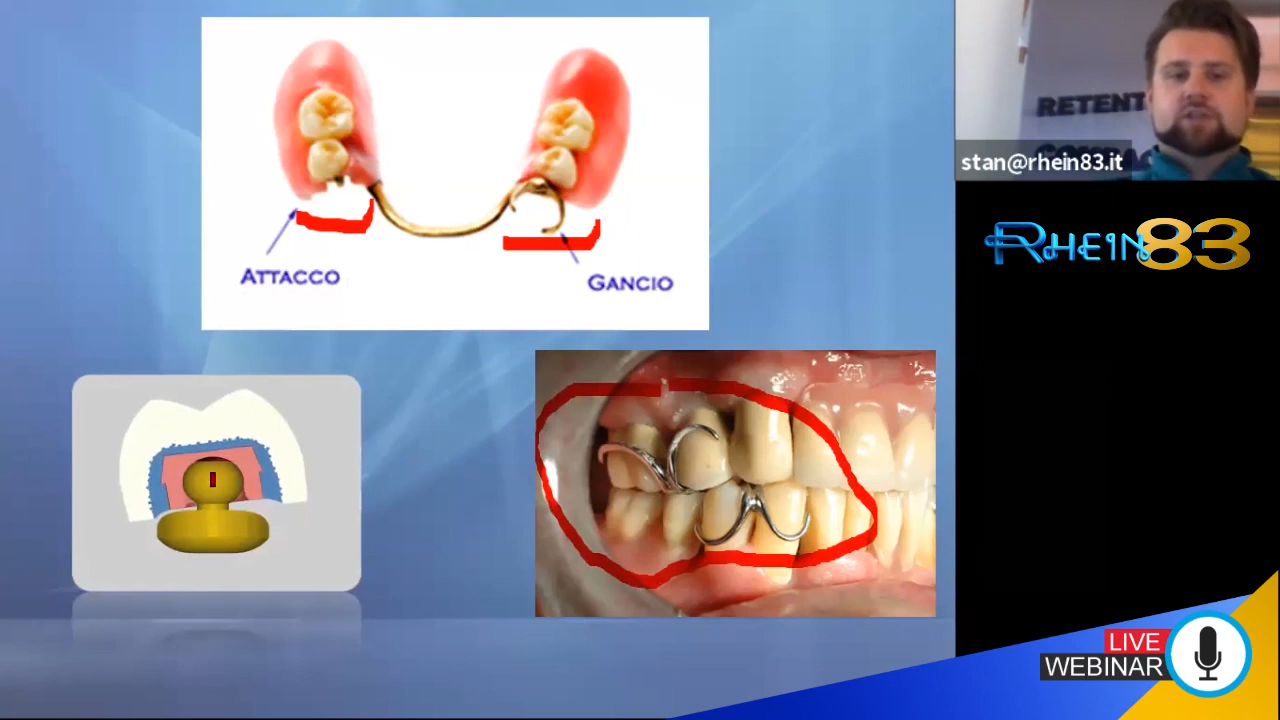 ATTACCO
GANCIO
RETENT
stan@rhein83.it
RHEIN83
LIVE
WEBINAR